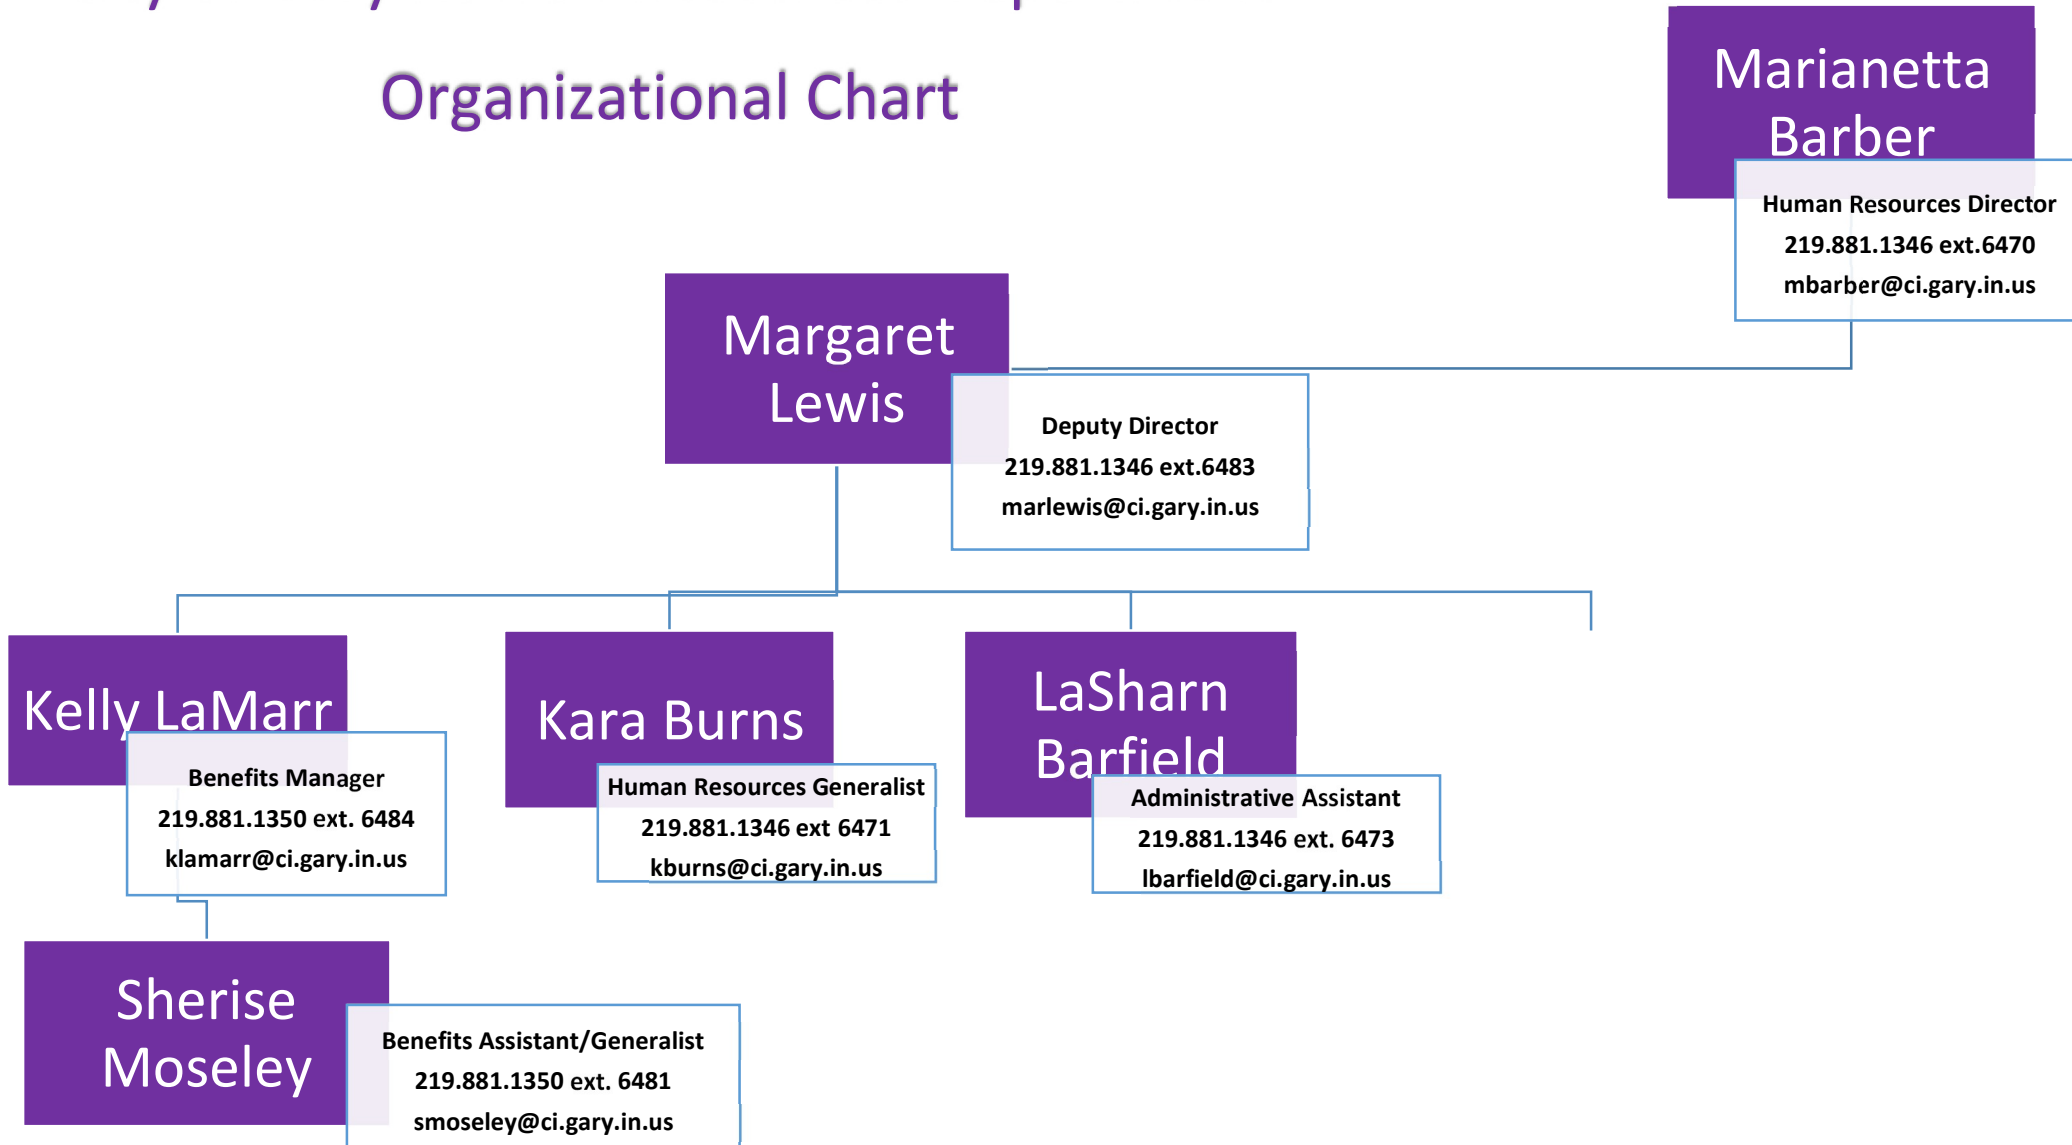 Organizational Chart
Marianetta
Barber
Human Resources Director
219.881.1346 ext.6470
mbarber@ci.gary.in.us
Margaret
Lewis
Deputy Director
219.881.1346 ext.6483
marlewis@ci.gary.in.us
Kelly LaMarr
Benefits Manager
219.881.1350 ext. 6484
klamarr@ci.gary.in.us
Kara Burns
Human Resources Generalist
219.881.1346 ext 6471
kburns@ci.gary.in.us
LaSharn
Barfield
Administrative Assistant
219.881.1346 ext. 6473
lbarfield@ci.gary.in.us
Sherise
Moseley
Benefits Assistant/Generalist
219.881.1350 ext. 6481
smoseley@ci.gary.in.us